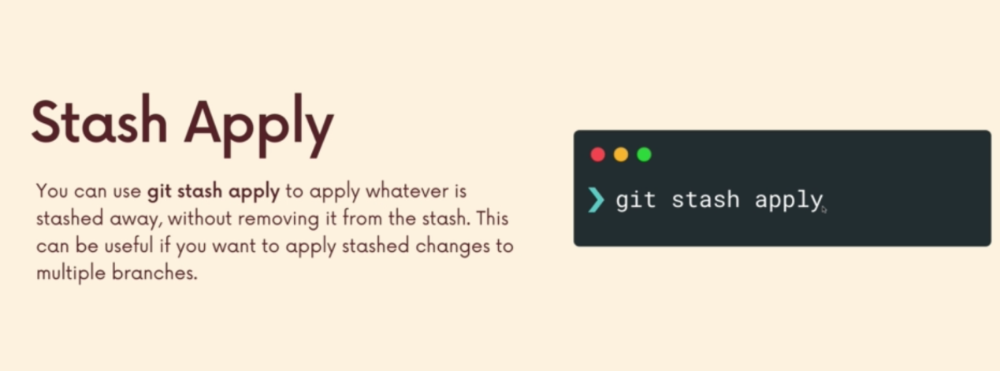 Stash Apply
You can use git stash apply to apply whatever is
stashed away, without removing it from the stash. This
can be useful if you want to apply stashed changes to
multiple branches.
❯ git stash apply